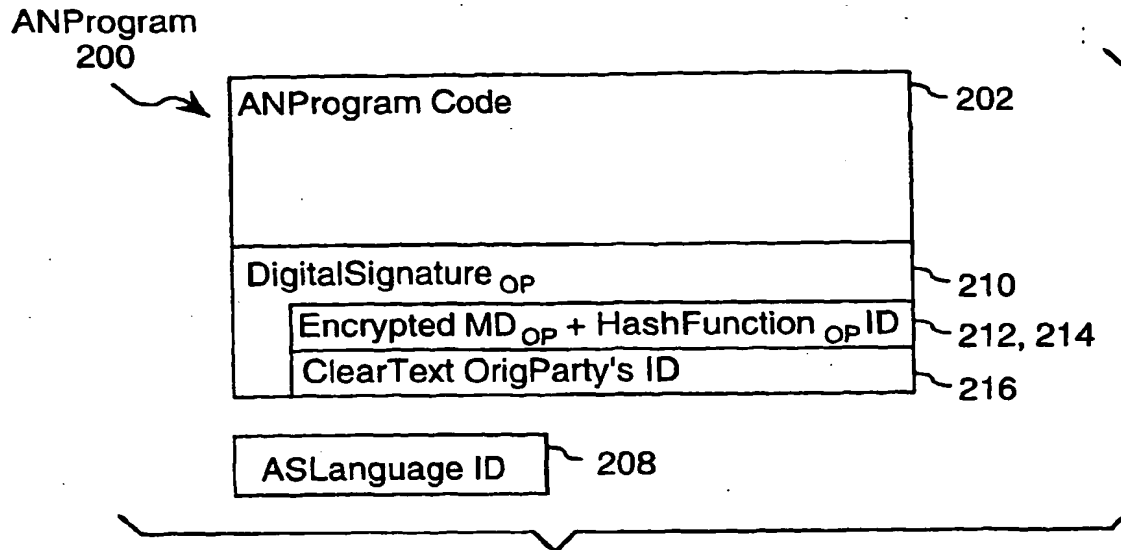 ANProgram
200
ANProgram Code
202
DigitalSignature OP
210
Encrypted MD OP + HashFunction OP ID
212, 214
ClearText OrigParty's ID
216
ASLanguage ID
208